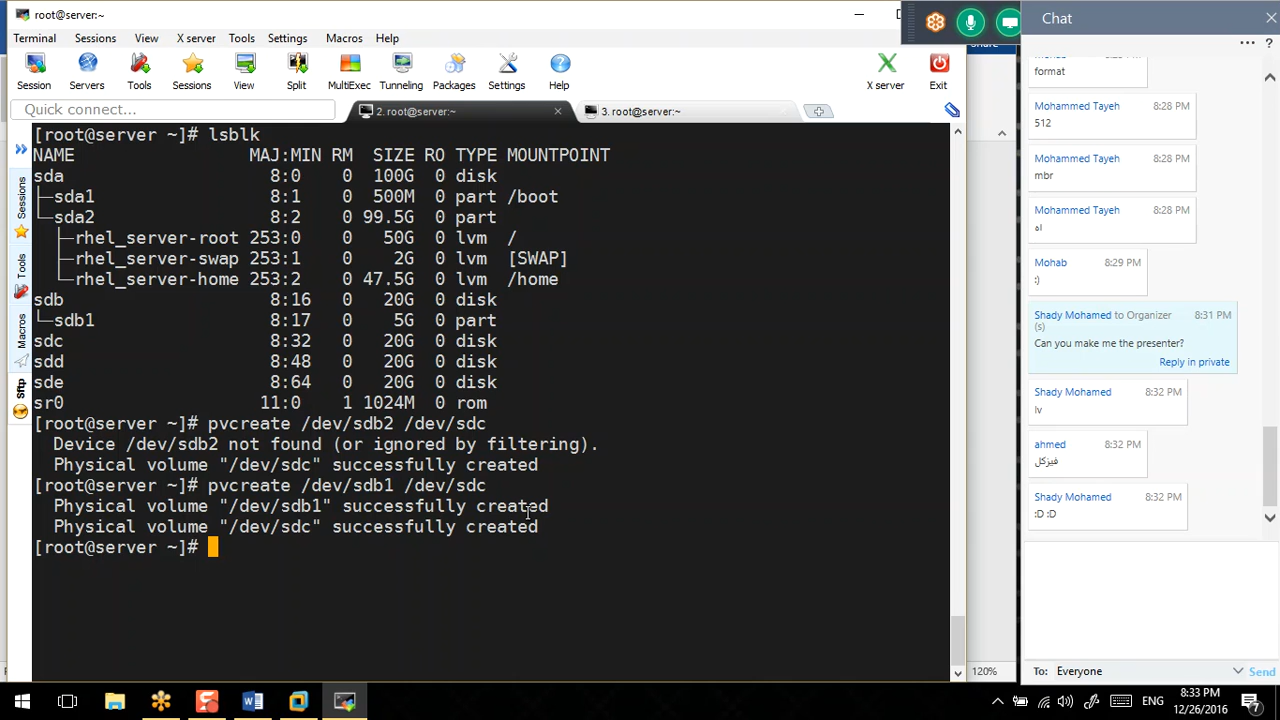 root@server:~
Terminal Sessions View X server Tools Settings Macros Help
Session Servers Tools Sessions View Split MultiExec Tunneling Packages Settings Help X server Exit
Quick connect...
2. root@server:~
3. root@server:~
Sessions
Tools
Macros
Sftp
[root@server ~]# lsblk
NAME MAJ:MIN RM SIZE RO TYPE MOUNTPOINT
sda 8:0 0 100G 0 disk
├─sda1 8:1 0 500M 0 part /boot
└─sda2 8:2 0 99.5G 0 part
├─rhel_server-root 253:0 0 50G 0 lvm /
├─rhel_server-swap 253:1 0 2G 0 lvm [SWAP]
└─rhel_server-home 253:2 0 47.5G 0 lvm /home
sdb 8:16 0 20G 0 disk
└─sdb1 8:17 0 5G 0 part
sdc 8:32 0 20G 0 disk
sdd 8:48 0 20G 0 disk
sde 8:64 0 20G 0 disk
sr0 11:0 1 1024M 0 rom
[root@server ~]# pvcreate /dev/sdb2 /dev/sdc
Device /dev/sdb2 not found (or ignored by filtering).
Physical volume "/dev/sdc" successfully created
[root@server ~]# pvcreate /dev/sdb1 /dev/sdc
Physical volume "/dev/sdb1" successfully created
Physical volume "/dev/sdc" successfully created
[root@server ~]#
Share
120%
Chat
format
Mohammed Tayeh 8:28 PM
512
Mohammed Tayeh 8:28 PM
mbr
Mohammed Tayeh 8:28 PM
اه
Mohab 8:29 PM
:)
Shady Mohamed to Organizer 8:31 PM
(s)
Can you make me the presenter?
Reply in private
Shady Mohamed 8:32 PM
lv
ahmed 8:32 PM
فيزكل
Shady Mohamed 8:32 PM
:D :D
To: Everyone Send
ENG
8:33 PM
12/26/2016
7